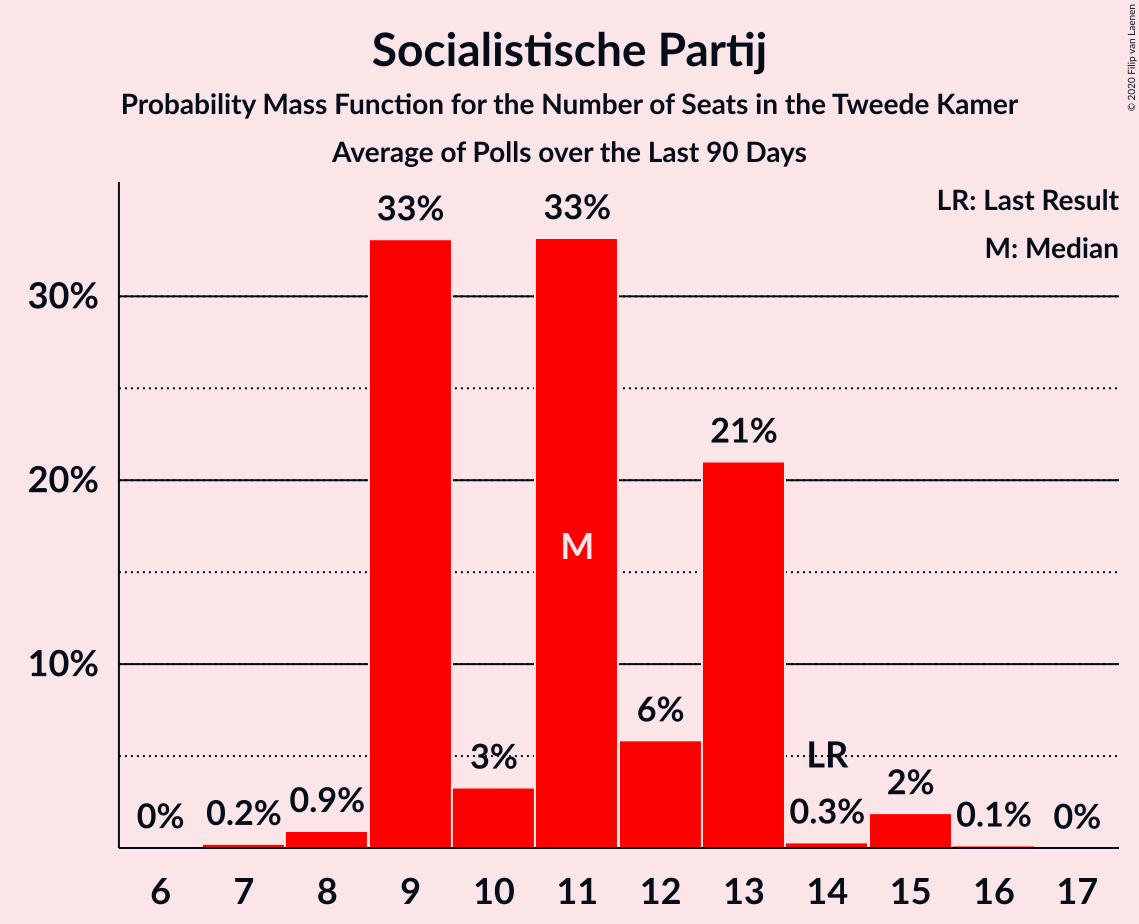 Socialistische Partij
Probability Mass Function for the Number of Seats in the Tweede Kamer
Average of Polls over the Last 90 Days
© 2020 Filip van Laenen
LR: Last Result
M: Median
30%
20%
10%
0%
0.2%
0.9%
33%
3%
33%
M
6%
21%
LR
0.3%
2%
0.1%
0%
6 7 8 9 10 11 12 13 14 15 16 17